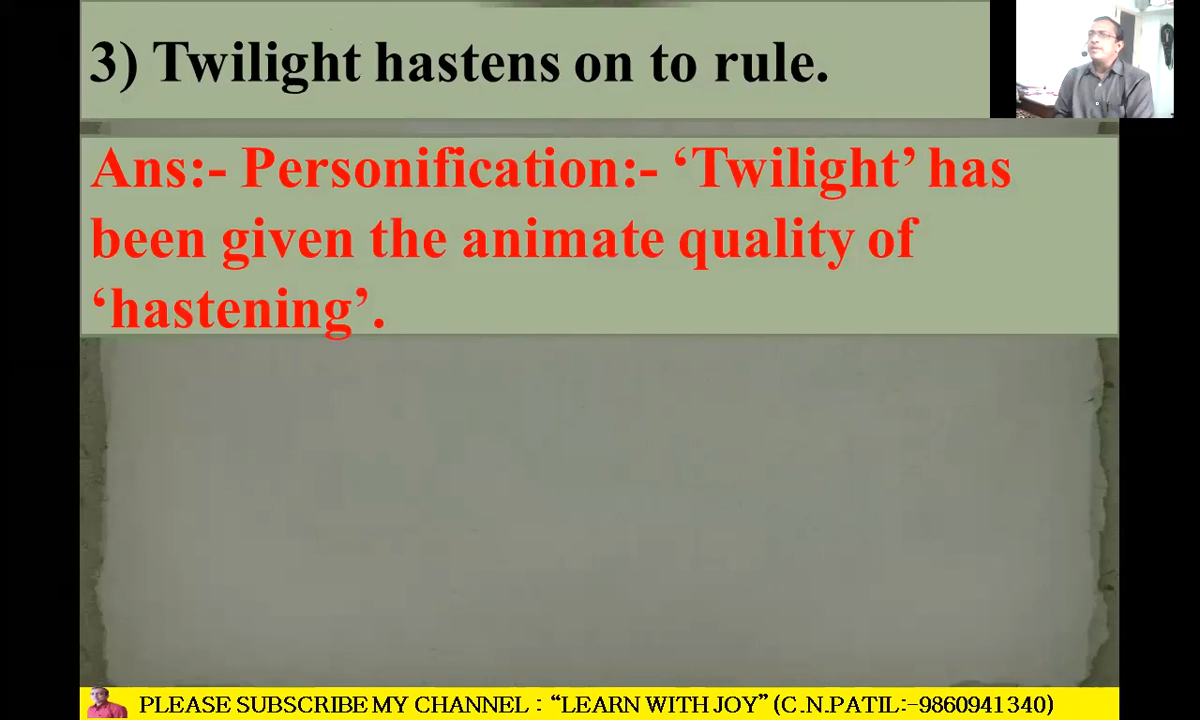 3) Twilight hastens on to rule.
Ans:- Personification:- ‘Twilight’ has
been given the animate quality of
‘hastening’.
PLEASE SUBSCRIBE MY CHANNEL : “LEARN WITH JOY” (C.N.PATIL:-9860941340)